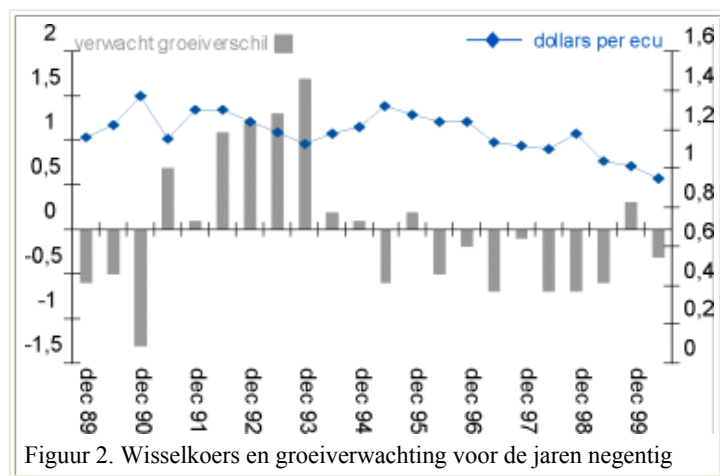 verwacht groeiverschil
dollars per ecu
2
1,5
1
0,5
0
-0,5
-1
-1,5
1,6
1,4
1,2
1
0,8
0,6
0,4
0,2
0
dec 89
dec 90
dec 91
dec 92
dec 93
dec 94
dec 95
dec 96
dec 97
dec 98
dec 99
Figuur 2. Wisselkoers en groeiverwachting voor de jaren negentig